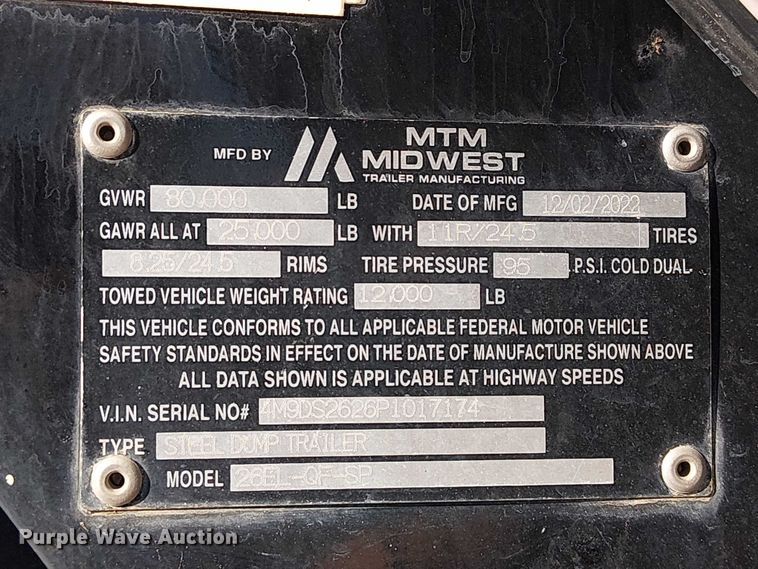 MTM
MFD BY MIDWEST
TRAILER MANUFACTURING
GVWR 80,000 LB DATE OF MFG 12/02/2022
GAWR ALL AT 25,000 LB WITH 11R/24.5 TIRES
8.25/24.5 RIMS TIRE PRESSURE 95 P.S.I. COLD DUAL
TOWED VEHICLE WEIGHT RATING 12,000 LB
THIS VEHICLE CONFORMS TO ALL APPLICABLE FEDERAL MOTOR VEHICLE
SAFETY STANDARDS IN EFFECT ON THE DATE OF MANUFACTURE SHOWN ABOVE
ALL DATA SHOWN IS APPLICABLE AT HIGHWAY SPEEDS
V.I.N. SERIAL NO# 4M9DS2626P1017174
TYPE STEEL DUMP TRAILER
MODEL
Purple Wave Auction